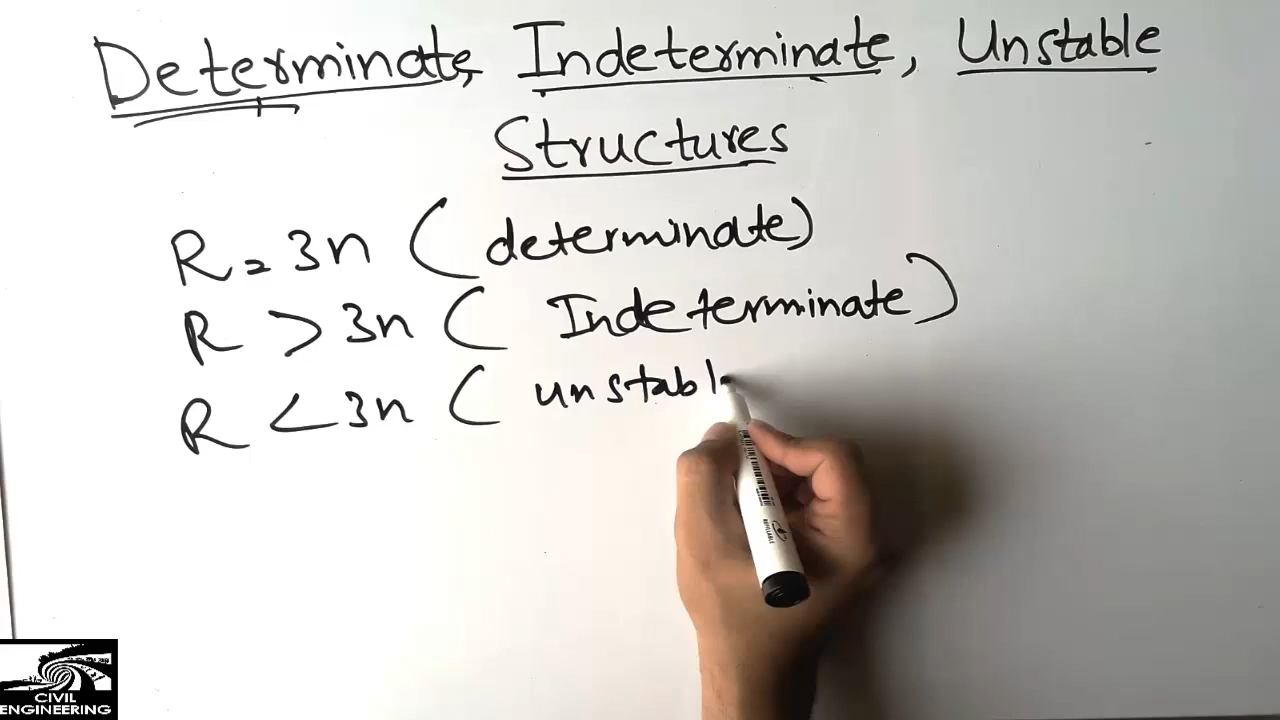 Determinate, Indeterminate, Unstable
Structures
R = 3n ( determinate)
R > 3n ( Indeterminate )
R < 3n ( unstabl
CIVIL
ENGINEERING